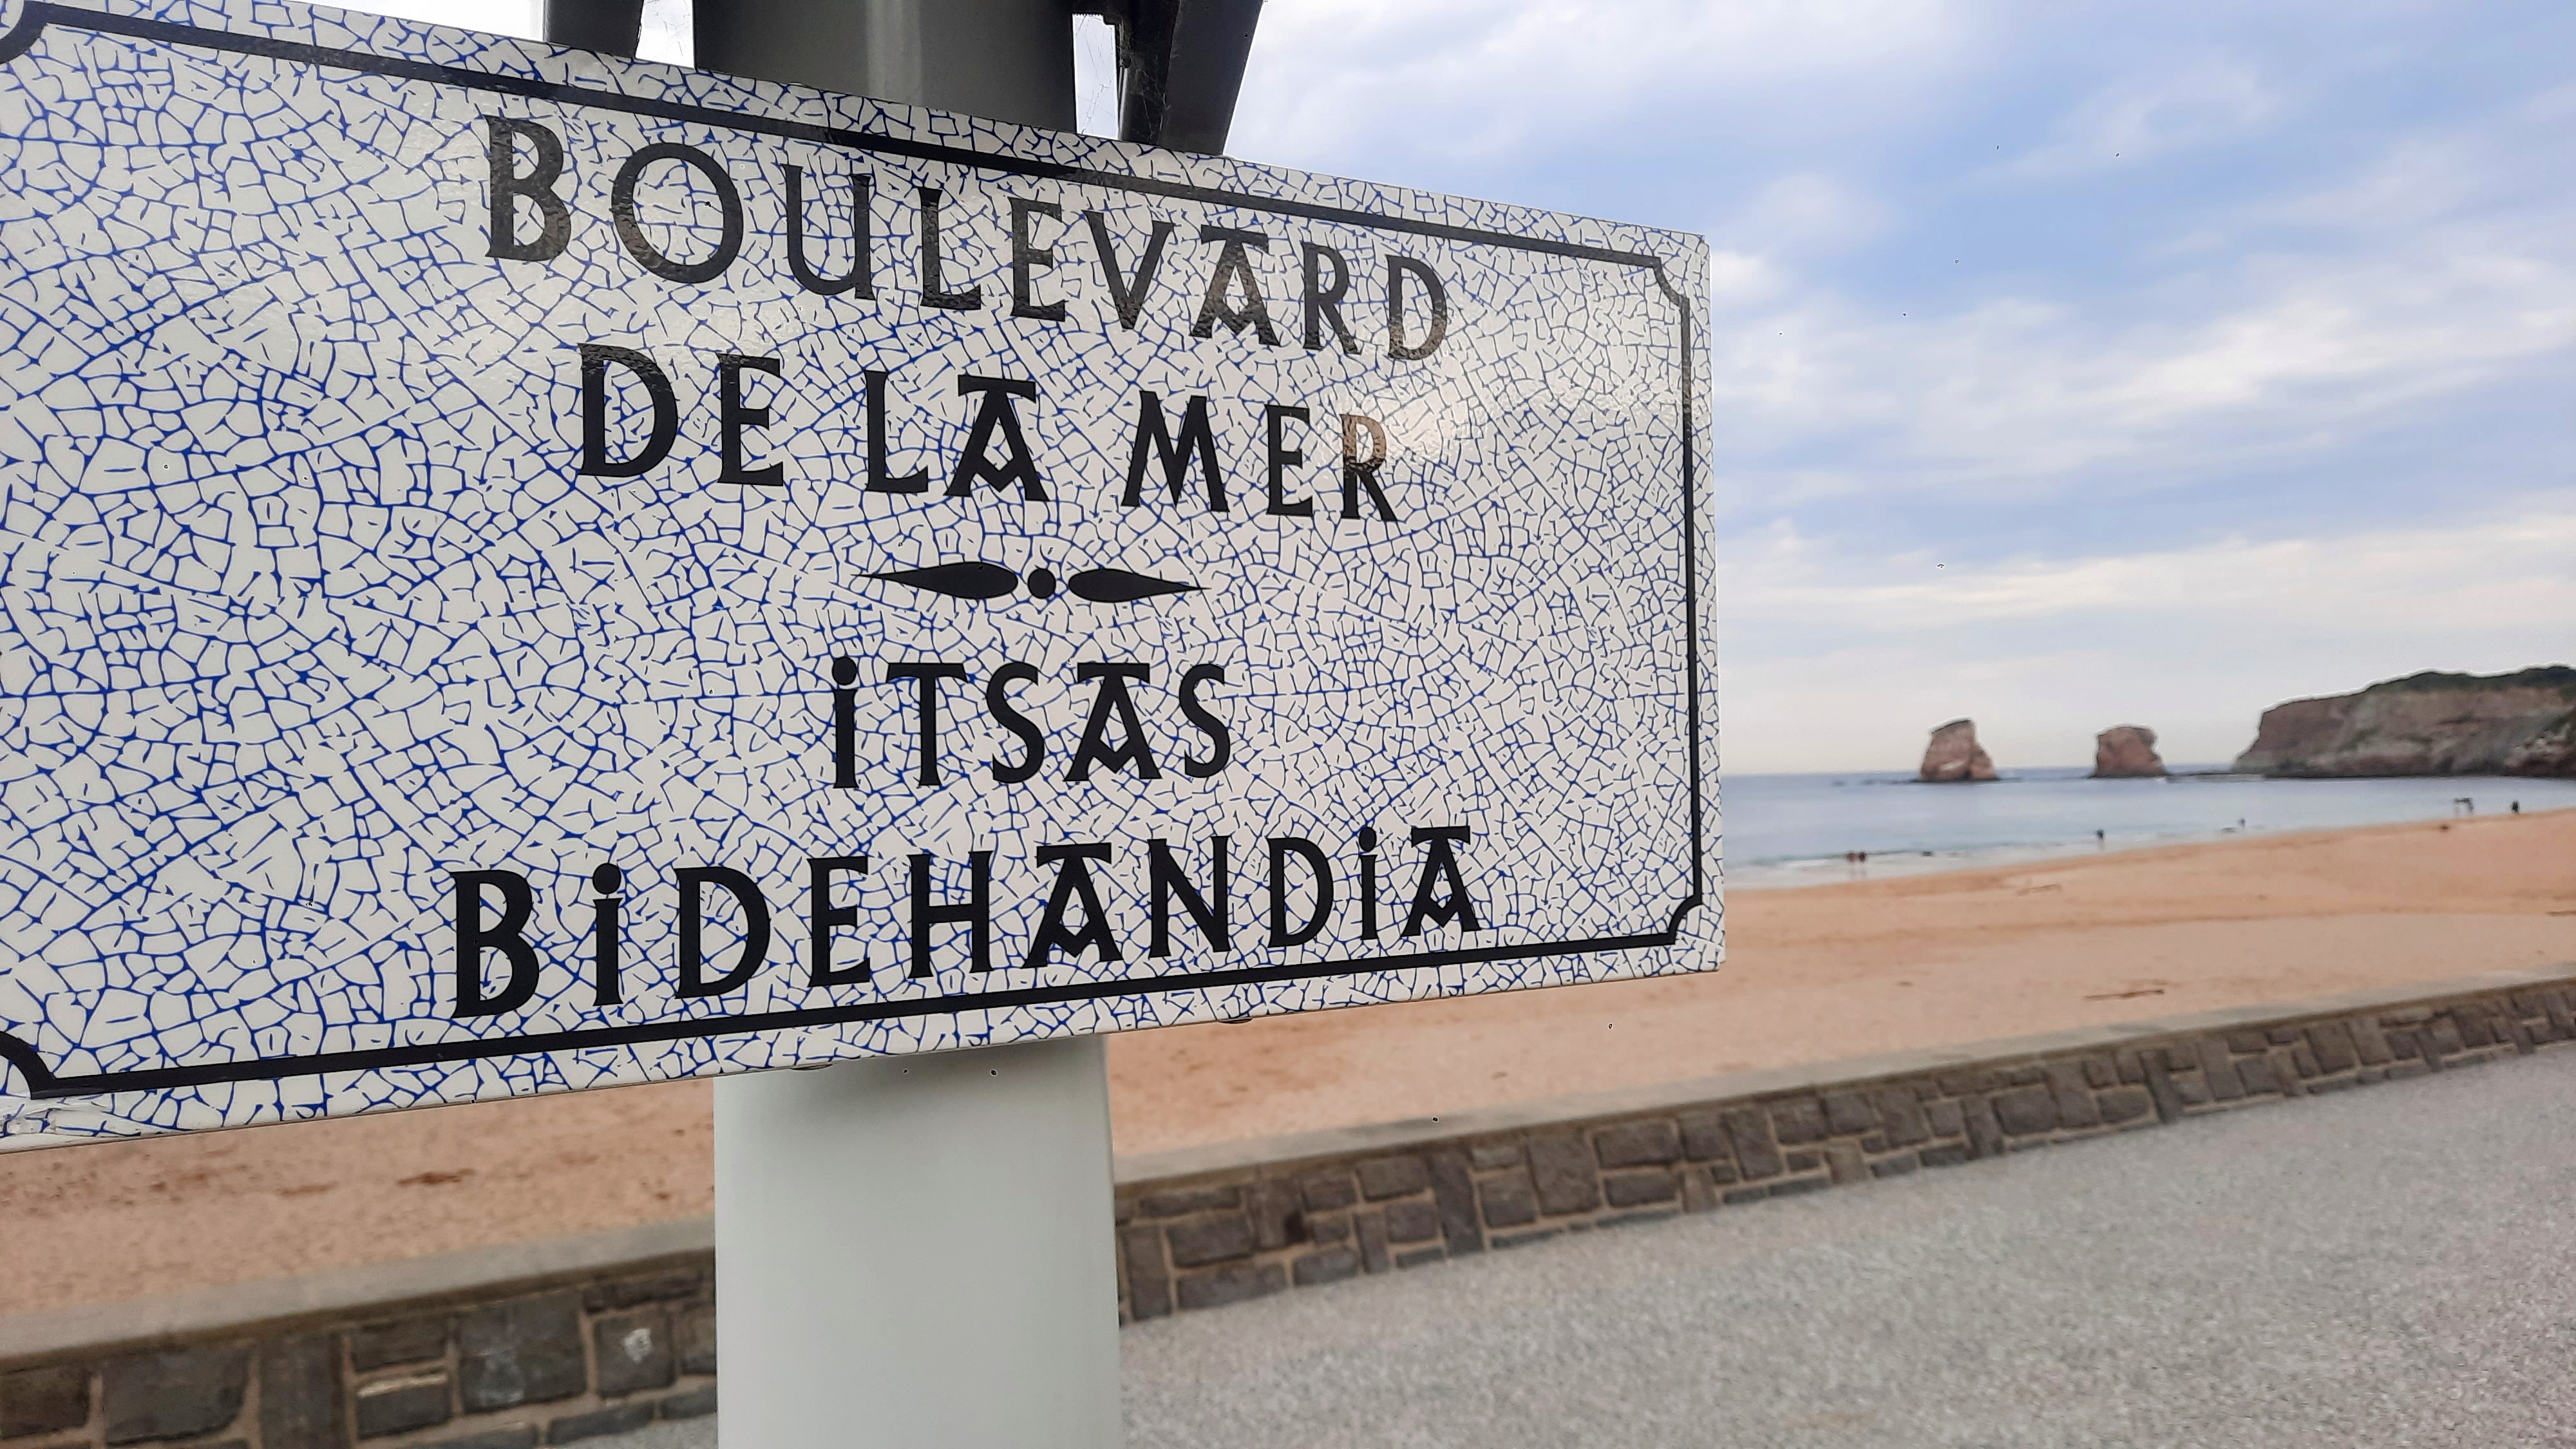 BOULEVARD
DE LA MER
iTSAS
BiDEHANDiA